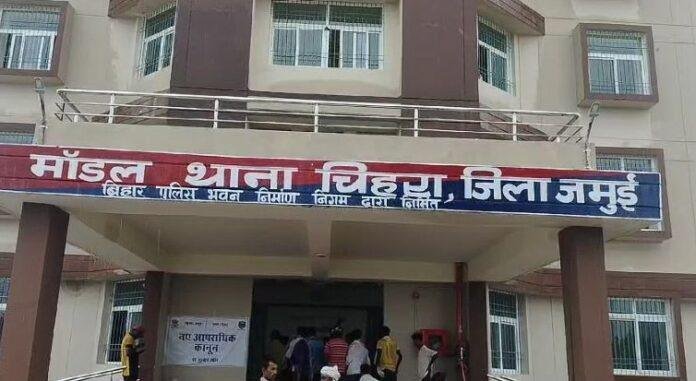 मॉडल थाना चिहरा, जिला जमुई
बिहार पुलिस भवन निर्माण निगम द्वारा निर्मित
नए आपराधिक
कानून